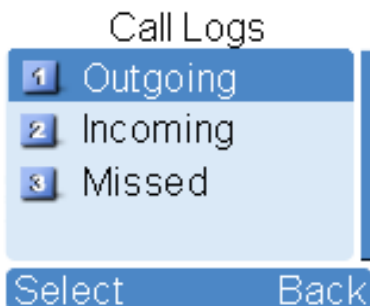 Call Logs
1 Outgoing
2 Incoming
3 Missed
Select Back